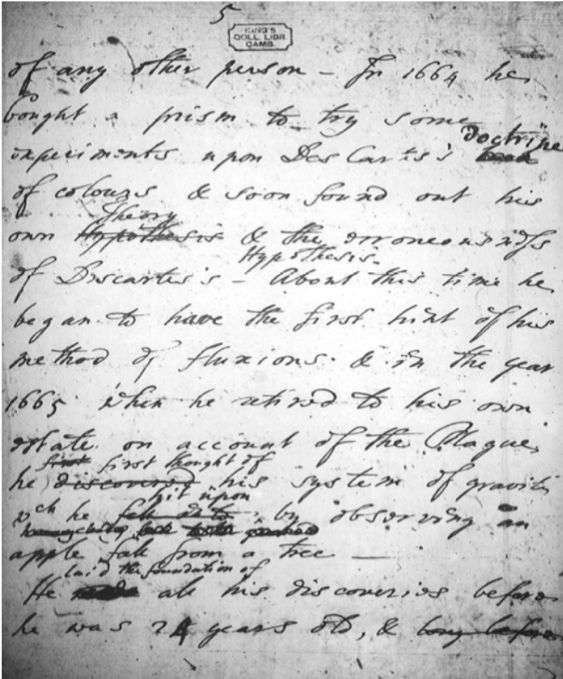 5
KING'S
COLL. LIBR
CAMB.
of any other person – In 1664 he
bought a prism to try some
doctrine
experiments upon Des Cartes's
of colours & soon found out his
Theory
own Hypothesis & the erroneousness
Hypothesis.
of Descartes's – About this time he
began to have the first hint of his
method of fluxions & in the year
1665 when he retired to his own
estate on account of the Plague,
first first thought of
he discovered his system of gravity
hit upon
wch he by observing an
apple fall from a tree —
laid the foundation of
He all his discoveries before
he was 24 years old, & long before